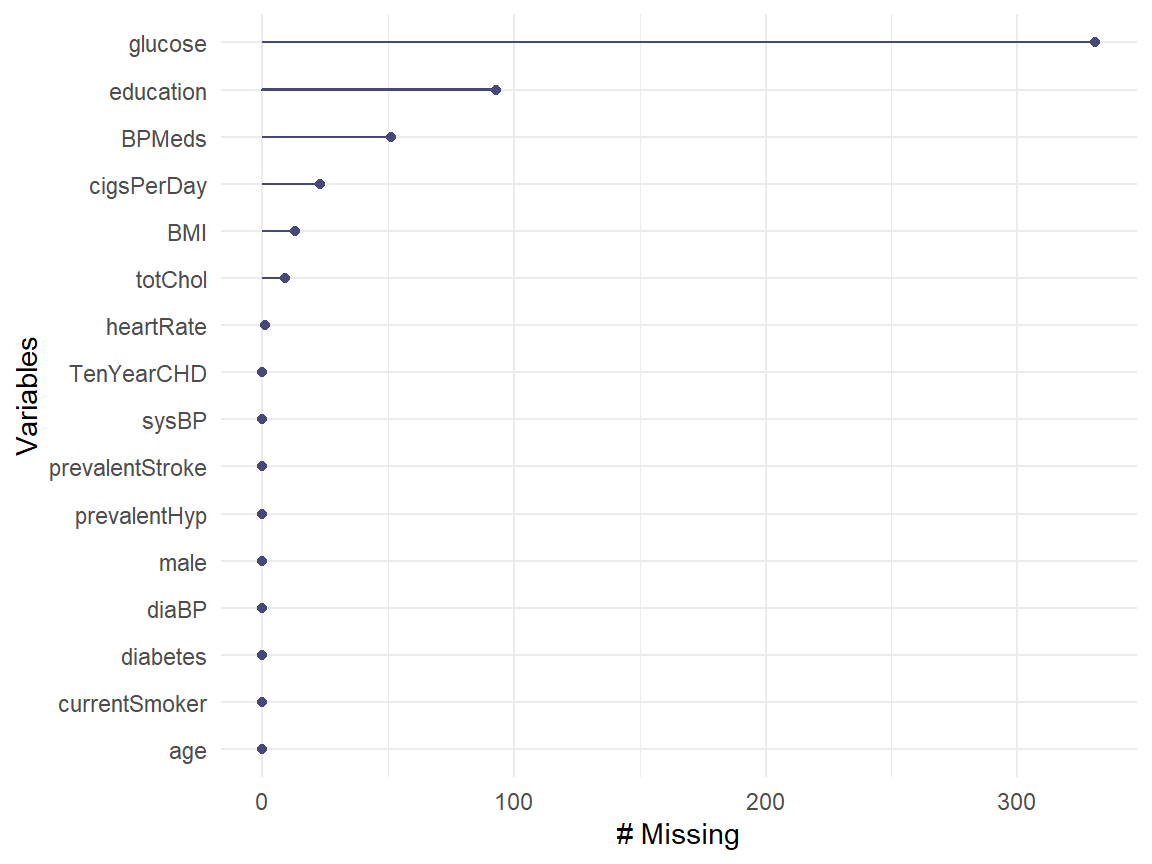 glucose
education
BPMeds
cigsPerDay
BMI
totChol
heartRate
TenYearCHD
sysBP
prevalentStroke
prevalentHyp
male
diaBP
diabetes
currentSmoker
age
Variables
0 100 200 300
# Missing